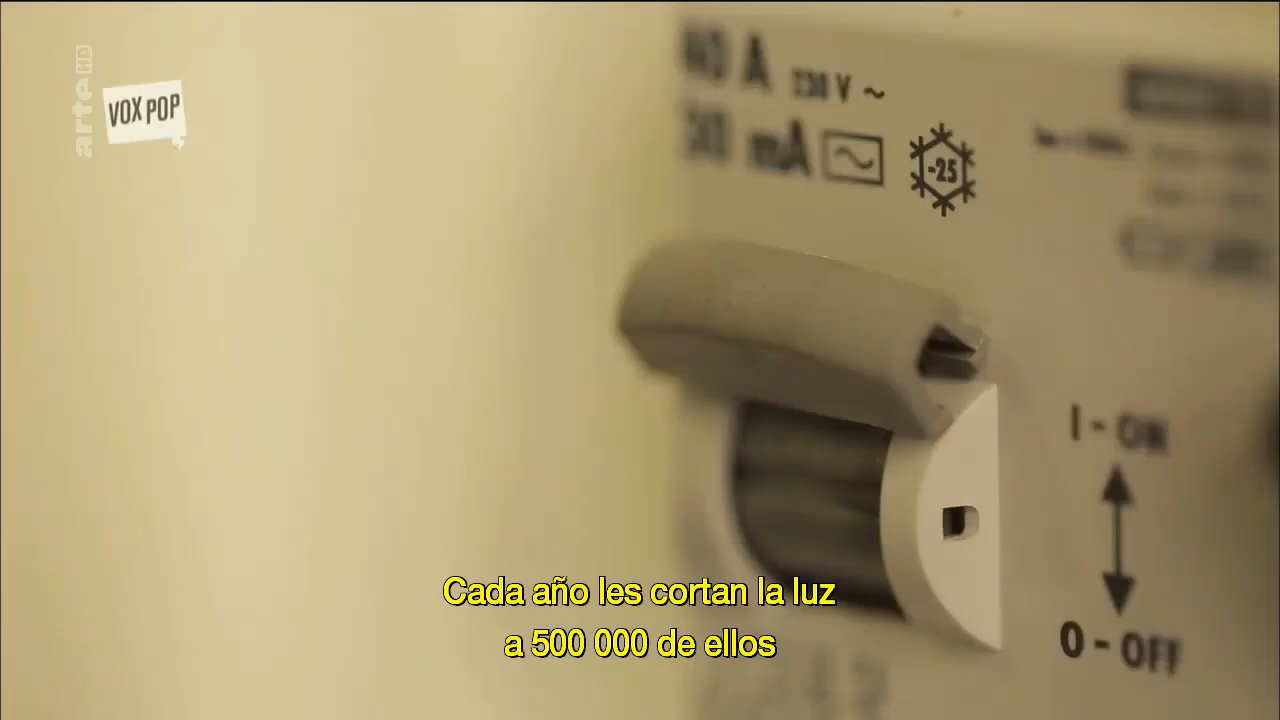 arte HD
VOX POP
40 A 230 V ~
30 mA
-25
I - ON
O - OFF
Cada año les cortan la luz
a 500 000 de ellos